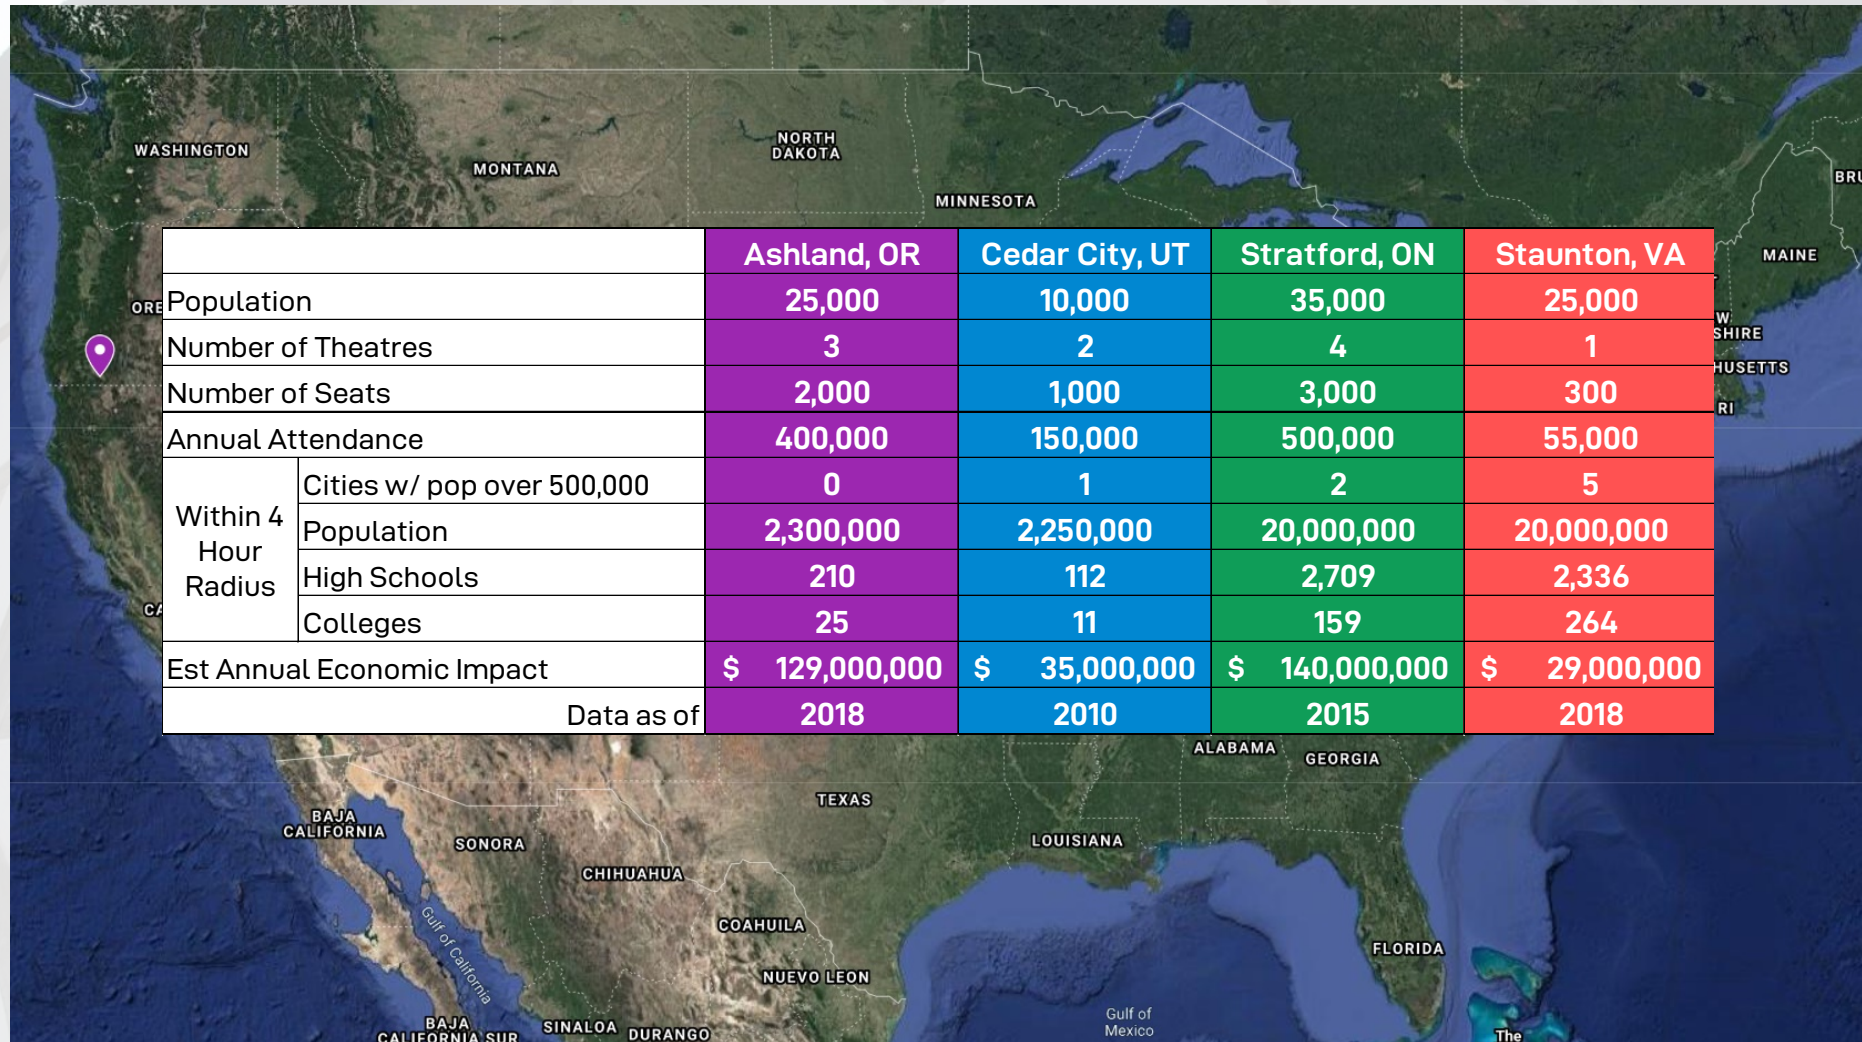 WASHINGTON
MONTANA
NORTH
DAKOTA
MINNESOTA
BRU
MAINE
ORE
W
SHIRE
HUSETTS
RI
CA
Ashland, OR Cedar City, UT Stratford, ON Staunton, VA
Population 25,000 10,000 35,000 25,000
Number of Theatres 3 2 4 1
Number of Seats 2,000 1,000 3,000 300
Annual Attendance 400,000 150,000 500,000 55,000
Within 4
Hour
Radius
Cities w/ pop over 500,000 0 1 2 5
Population 2,300,000 2,250,000 20,000,000 20,000,000
High Schools 210 112 2,709 2,336
Colleges 25 11 159 264
Est Annual Economic Impact $ 129,000,000 $ 35,000,000 $ 140,000,000 $ 29,000,000
Data as of 2018 2010 2015 2018
ALABAMA
GEORGIA
TEXAS
BAJA
CALIFORNIA
SONORA
LOUISIANA
CHIHUAHUA
Gulf of California
COAHUILA
FLORIDA
NUEVO LEON
Gulf of
Mexico
BAJA
CALIFORNIA SUR
SINALOA
DURANGO
The